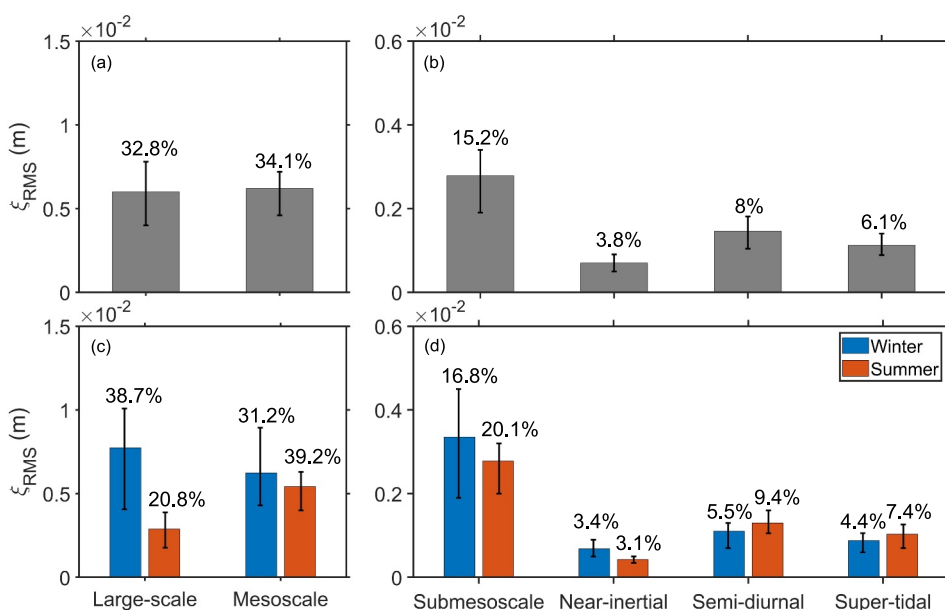 ×10-2
1.5
1
0.5
0
ξRMS (m)
(a)
32.8%
34.1%
×10-2
0.6
0.4
0.2
0
(b)
15.2%
3.8%
8%
6.1%
×10-2
1.5
1
0.5
0
ξRMS (m)
(c)
38.7%
20.8%
31.2%
39.2%
Large-scale
Mesoscale
×10-2
0.6
0.4
0.2
0
(d)
Winter
Summer
16.8%
20.1%
3.4%
3.1%
5.5%
9.4%
4.4%
7.4%
Submesoscale
Near-inertial
Semi-diurnal
Super-tidal